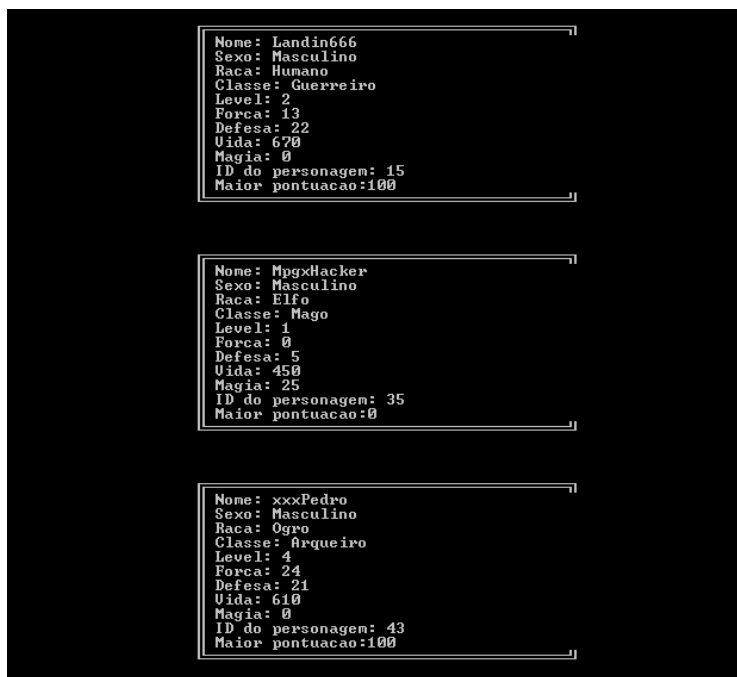 Nome: Landin666
Sexo: Masculino
Raca: Humano
Classe: Guerreiro
Level: 2
Forca: 13
Defesa: 22
Vida: 670
Magia: 0
ID do personagem: 15
Maior pontuacao:100
Nome: MpgxHacker
Sexo: Masculino
Raca: Elfo
Classe: Mago
Level: 1
Forca: 0
Defesa: 5
Vida: 450
Magia: 25
ID do personagem: 35
Maior pontuacao:0
Nome: xxxPedro
Sexo: Masculino
Raca: Ogro
Classe: Arqueiro
Level: 4
Forca: 24
Defesa: 21
Vida: 610
Magia: 0
ID do personagem: 43
Maior pontuacao:100